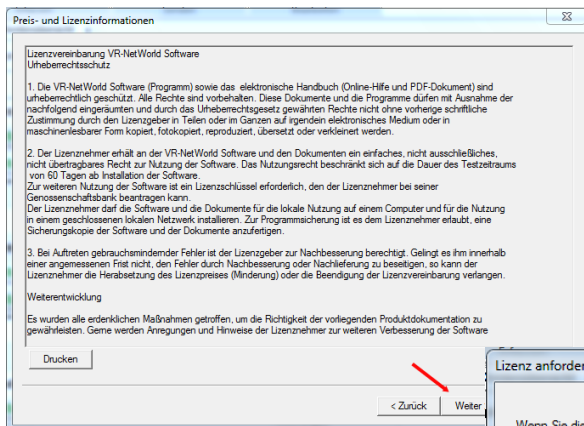 Preis- und Lizenzinformationen
Lizenzvereinbarung VR-NetWorld Software
Urheberrechtsschutz
1. Die VR-NetWorld Software (Programm) sowie das elektronische Handbuch (Online-Hilfe und PDF-Dokument) sind
urheberrechtlich geschützt. Alle Rechte sind vorbehalten. Diese Dokumente und die Programme dürfen mit Ausnahme der
nachfolgend eingeräumten und durch das Urheberrechtsgesetz gewährten Rechte nicht ohne vorherige schriftliche
Zustimmung durch den Lizenzgeber in Teilen oder im Ganzen auf irgendein elektronisches Medium oder in
maschinenlesbarer Form kopiert, fotokopiert, reproduziert, übersetzt oder verkleinert werden.
2. Der Lizenznehmer erhält an der VR-NetWorld Software und den Dokumenten ein einfaches, nicht ausschließliches,
nicht übertragbares Recht zur Nutzung der Software. Das Nutzungsrecht beschränkt sich auf die Dauer des Testzeitraums
von 60 Tagen ab Installation der Software.
Zur weiteren Nutzung der Software ist ein Lizenzschlüssel erforderlich, den der Lizenznehmer bei seiner
Genossenschaftsbank beantragen kann.
Der Lizenznehmer darf die Software und die Dokumente für die lokale Nutzung auf einem Computer und für die Nutzung
in einem geschlossenen lokalen Netzwerk installieren. Zur Programmsicherung ist es dem Lizenznehmer erlaubt, eine
Sicherungskopie der Software und der Dokumente anzufertigen.
3. Bei Auftreten gebrauchsmindernder Fehler ist der Lizenzgeber zur Nachbesserung berechtigt. Gelingt es ihm innerhalb
einer angemessenen Frist nicht, den Fehler durch Nachbesserung oder Nachlieferung zu beseitigen, so kann der
Lizenznehmer die Herabsetzung des Lizenzpreises (Minderung) oder die Beendigung der Lizenzvereinbarung verlangen.
Weiterentwicklung
Es wurden alle erdenklichen Maßnahmen getroffen, um die Richtigkeit der vorliegenden Produktdokumentation zu
gewährleisten. Gerne werden Anregungen und Hinweise der Lizenznehmer zur weiteren Verbesserung der Software
Drucken
Lizenz anforder
< Zurück Weiter
Wenn Sie die